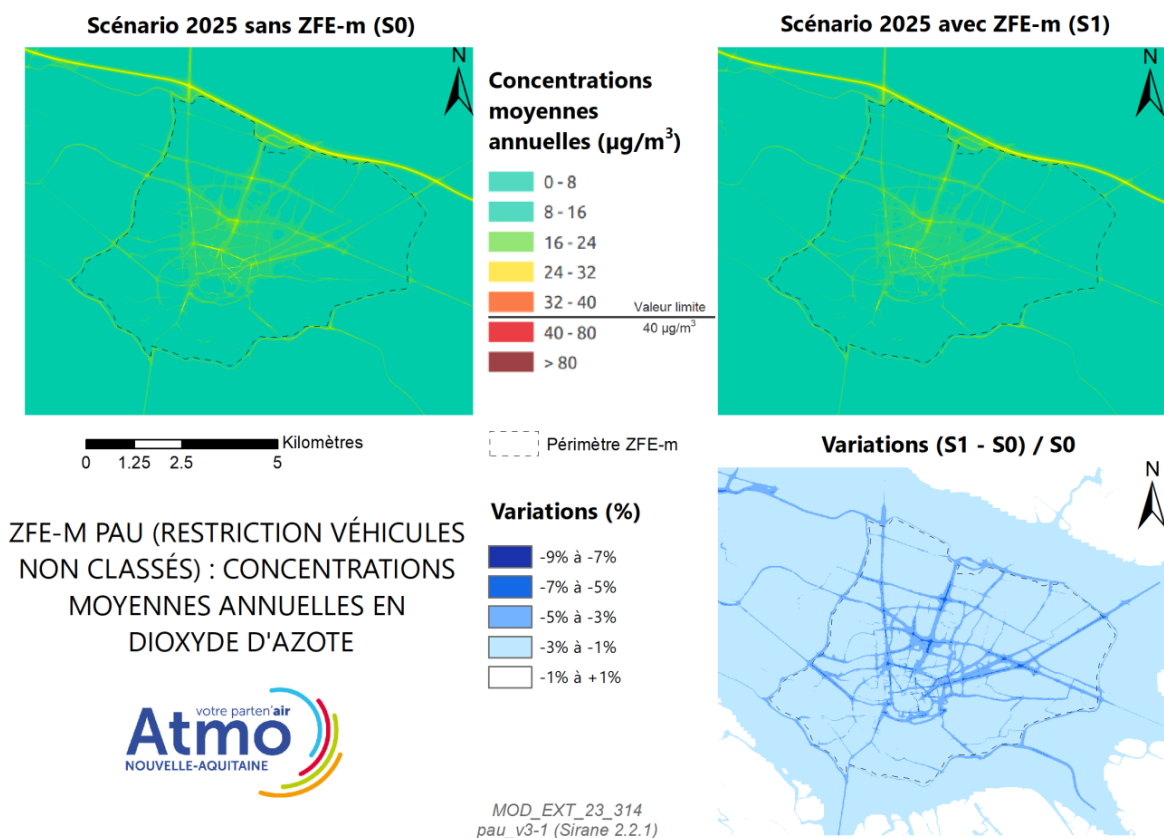 Scénario 2025 sans ZFE-m (S0)
Scénario 2025 avec ZFE-m (S1)
N
N
Concentrations
moyennes
annuelles (µg/m³)
0 - 8
8 - 16
16 - 24
24 - 32
32 - 40
Valeur limite
40 µg/m³
40 - 80
> 80
Kilomètres
0 1.25 2.5 5
Périmètre ZFE-m
Variations (S1 - S0) / S0
N
ZFE-M PAU (RESTRICTION VÉHICULES
NON CLASSÉS) : CONCENTRATIONS
MOYENNES ANNUELLES EN
DIOXYDE D'AZOTE
Variations (%)
-9% à -7%
-7% à -5%
-5% à -3%
-3% à -1%
-1% à +1%
votre parten'air
Atmo
NOUVELLE-AQUITAINE
MOD_EXT_23_314
pau_v3-1 (Sirane 2.2.1)